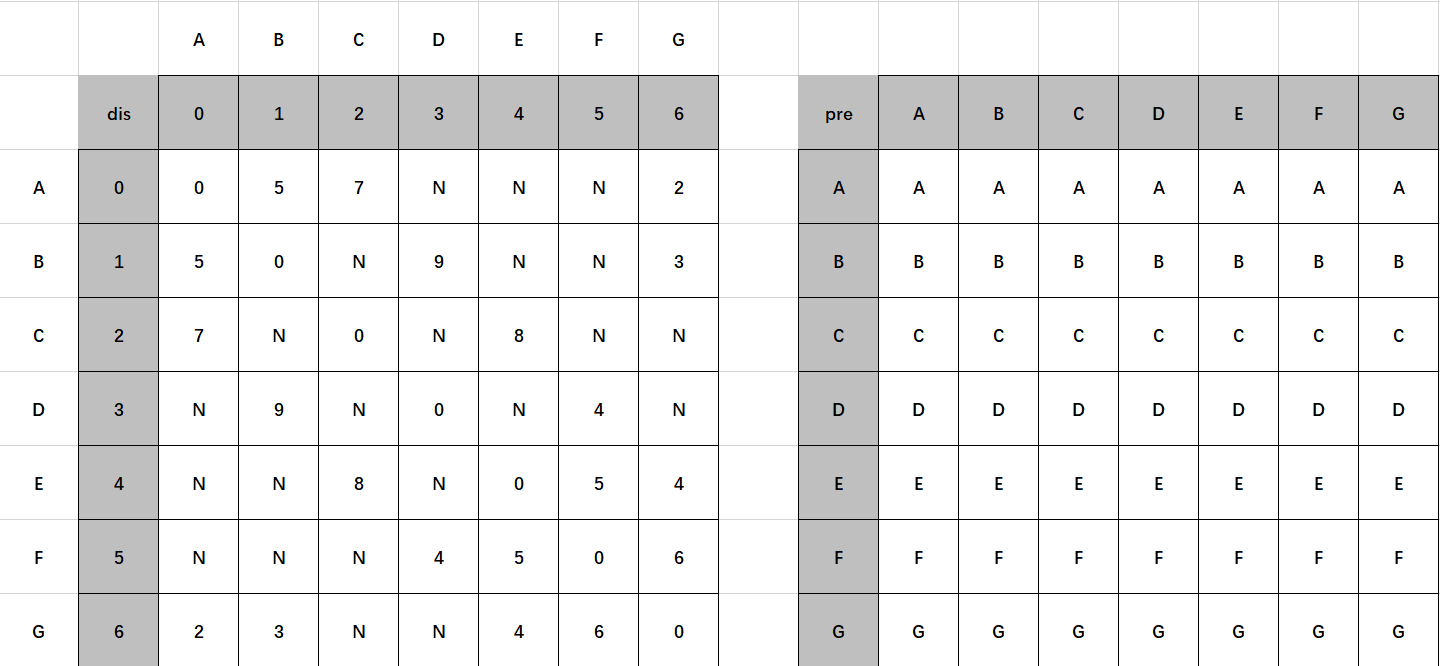 A B C D E F G
dis 0 1 2 3 4 5 6 pre A B C D E F G
A 0 0 5 7 N N N 2 A A A A A A A A
B 1 5 0 N 9 N N 3 B B B B B B B B
C 2 7 N 0 N 8 N N C C C C C C C C
D 3 N 9 N 0 N 4 N D D D D D D D D
E 4 N N 8 N 0 5 4 E E E E E E E E
F 5 N N N 4 5 0 6 F F F F F F F F
G 6 2 3 N N 4 6 0 G G G G G G G G